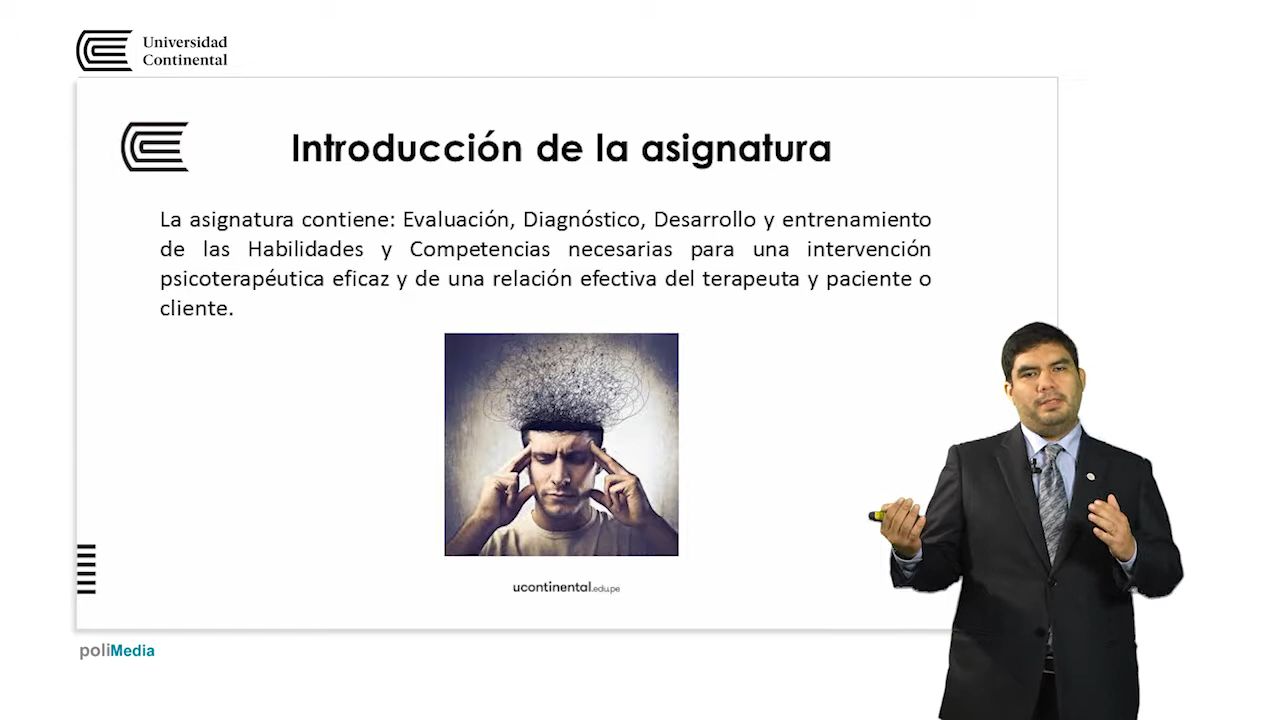 Universidad
Continental
Introducción de la asignatura
La asignatura contiene: Evaluación, Diagnóstico, Desarrollo y entrenamiento
de las Habilidades y Competencias necesarias para una intervención
psicoterapéutica eficaz y de una relación efectiva del terapeuta y paciente o
cliente.
ucontinental.edu.pe
poliMedia